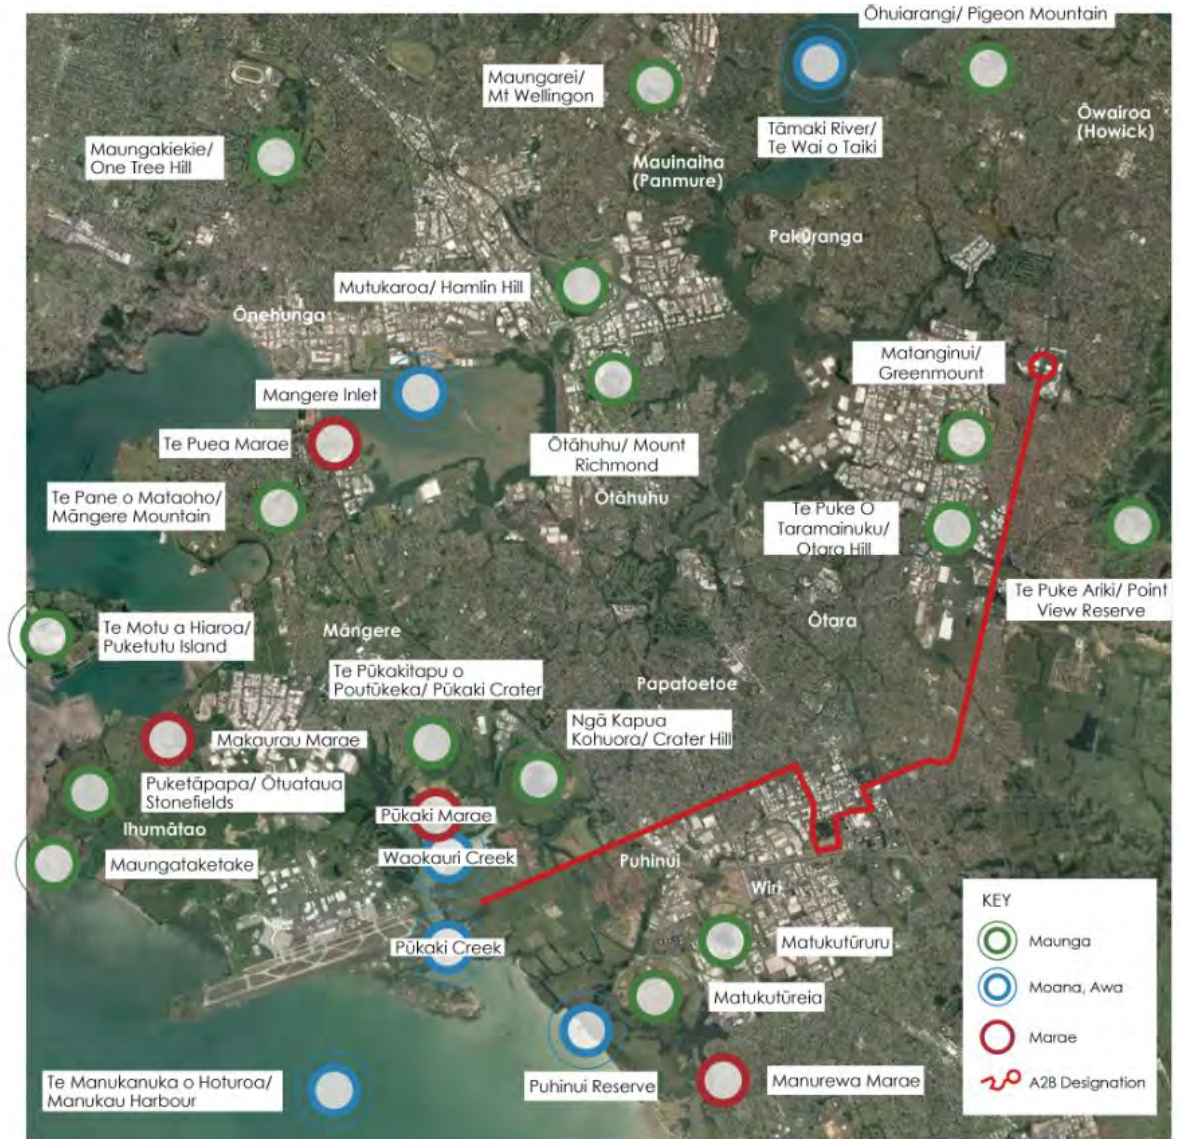 Ōhuiarangi/ Pigeon Mountain
Maungarei/
Mt Wellingon
Ōwairoa
(Howick)
Tāmaki River/
Te Wai o Taiki
Maungakiekie/
One Tree Hill
Mauinaiha
(Panmure)
Pakūranga
Mutukaroa/ Hamlin Hill
Ōnehunga
Matanginui/
Greenmount
Mangere Inlet
Te Puea Marae
Ōtāhuhu/ Mount
Richmond
Ōtāhuhu
Te Pane o Mataoho/
Māngere Mountain
Te Puke O
Taramainuku/
Otara Hill
Te Puke Ariki/ Point
View Reserve
Te Motu a Hiaroa/
Puketutu Island
Māngere
Ōtara
Te Pūkakitapu o
Poutūkeka/ Pūkaki Crater
Papatoetoe
Ngā Kapua
Kohuora/ Crater Hill
Makaurau Marae
Puketāpapa/ Ōtuataua
Stonefields
Pūkaki Marae
Ihumātao
Waokauri Creek
Puhinui
Maungataketake
Wiri
Pūkaki Creek
Matukutūruru
Matukutūreia
Te Manukanuka o Hoturoa/
Manukau Harbour
Puhinui Reserve
Manurewa Marae
KEY
Maunga
Moana, Awa
Marae
A2B Designation